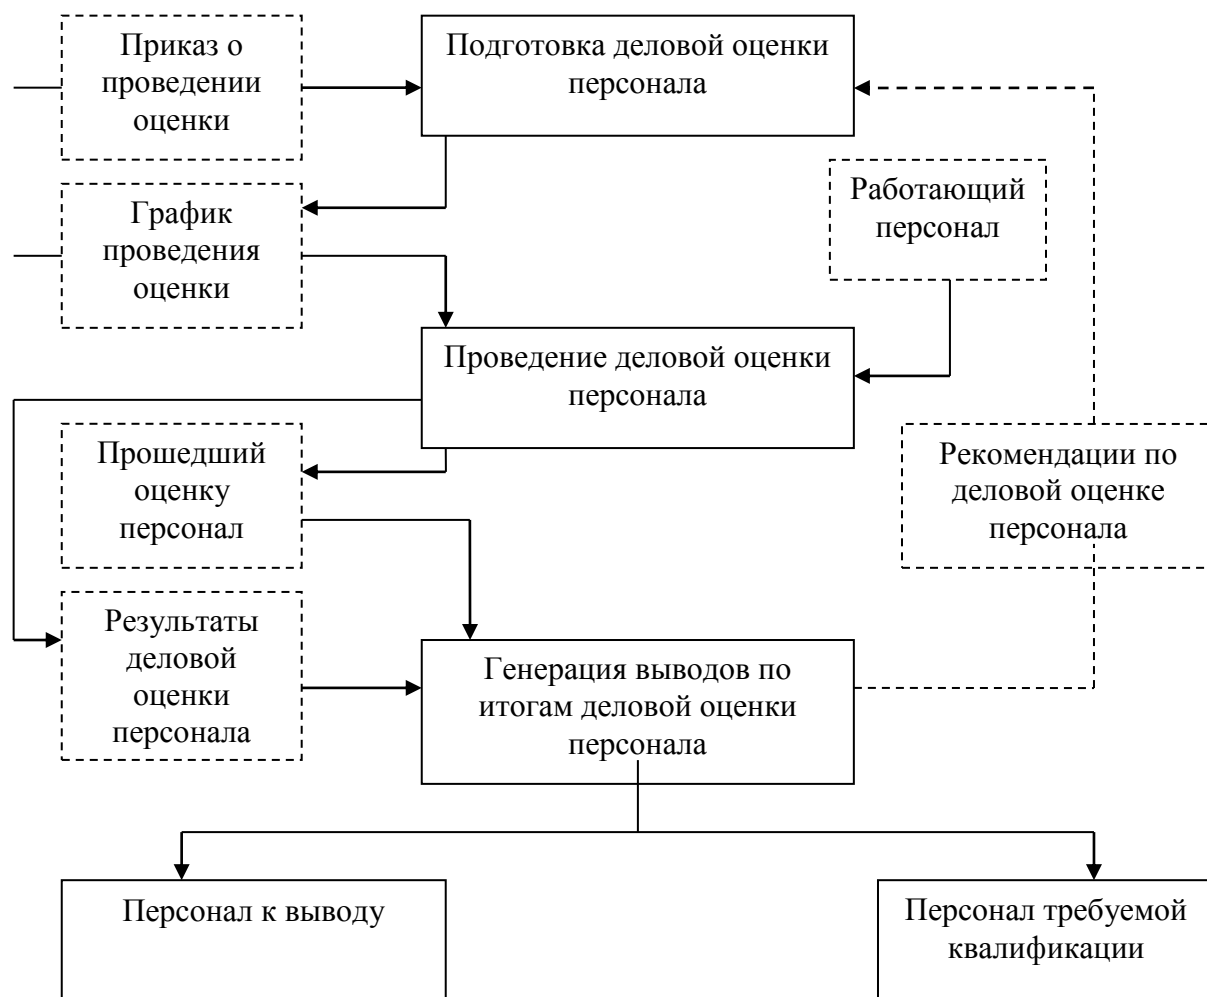 Приказ о
проведении
оценки
Подготовка деловой оценки
персонала
График
проведения
оценки
Работающий
персонал
Проведение деловой оценки
персонала
Прошедший
оценку
персонал
Рекомендации по
деловой оценке
персонала
Результаты
деловой
оценки
персонала
Генерация выводов по
итогам деловой оценки
персонала
Персонал к выводу
Персонал требуемой
квалификации